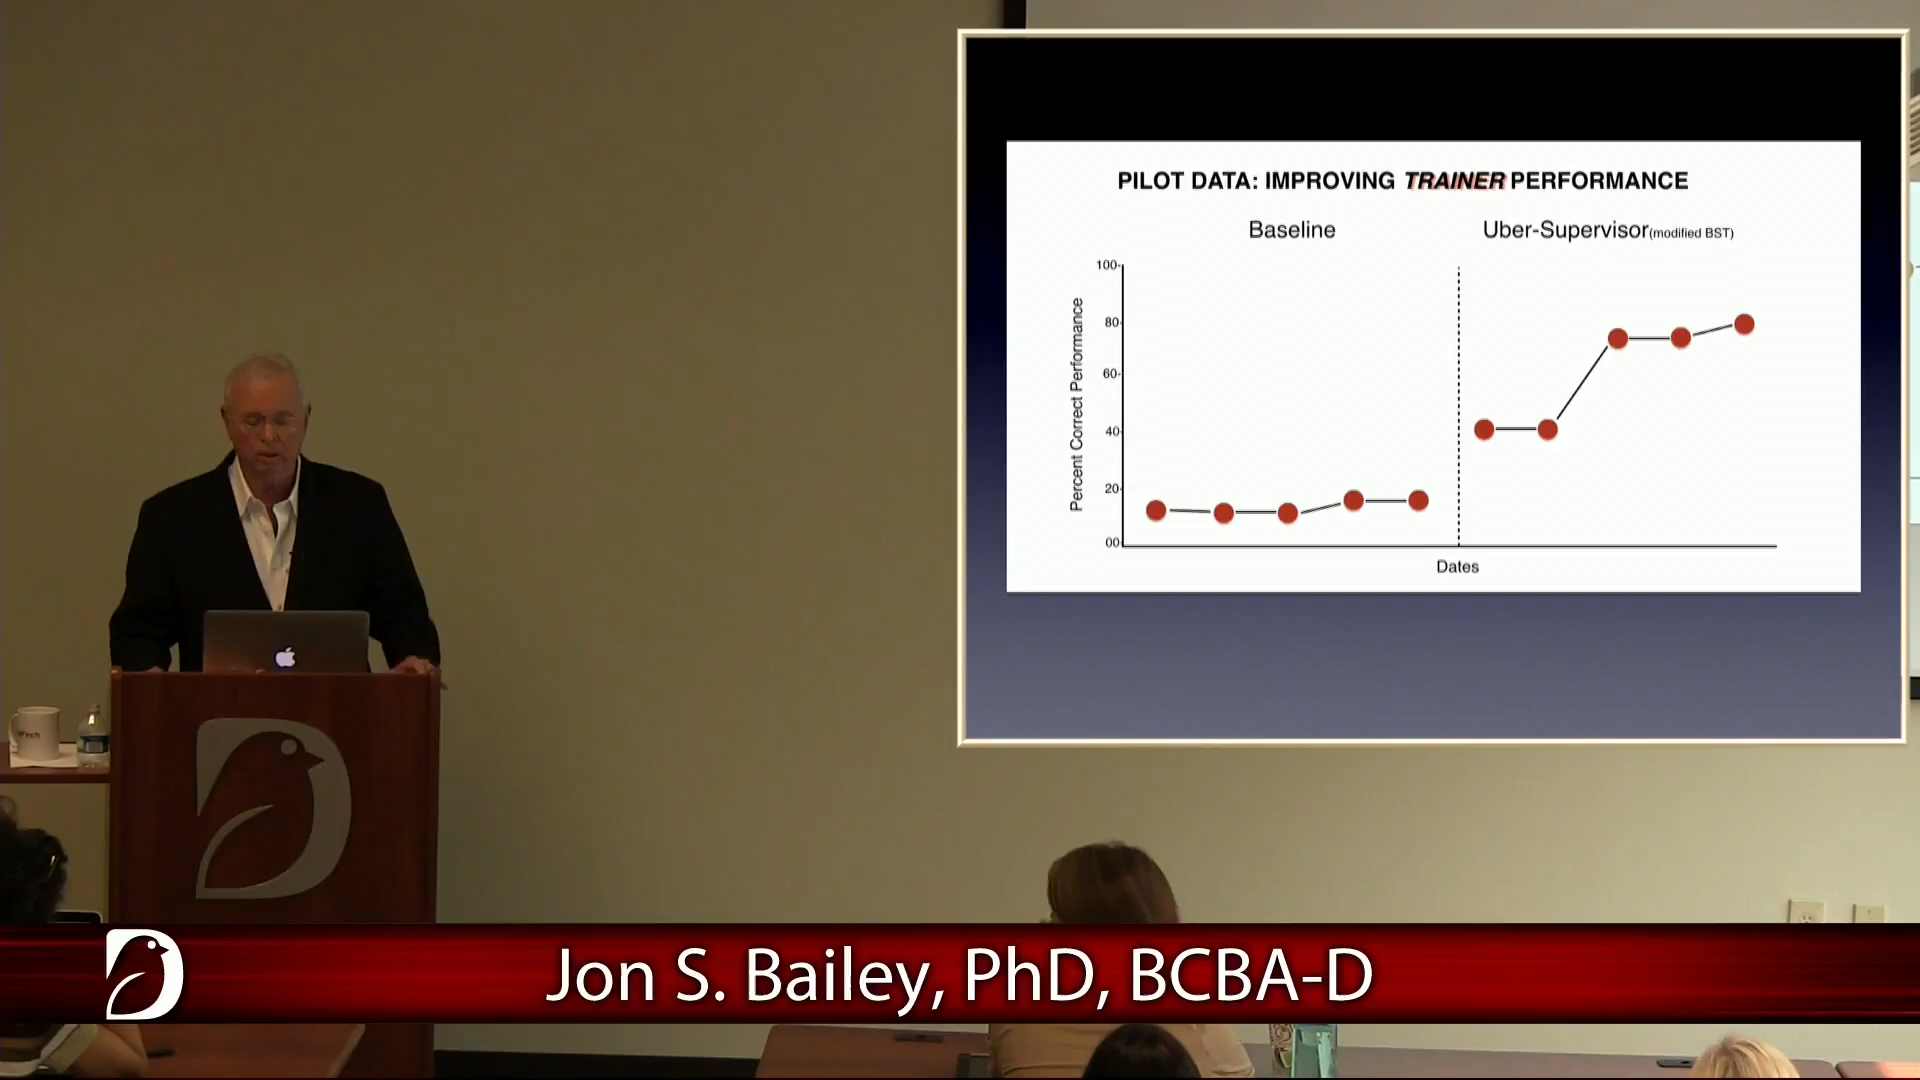 PILOT DATA: IMPROVING TRAINER PERFORMANCE
Baseline
Uber-Supervisor(modified BST)
Percent Correct Performance
100-
80-
60-
40-
20-
00-
Dates
Jon S. Bailey, PhD, BCBA-D